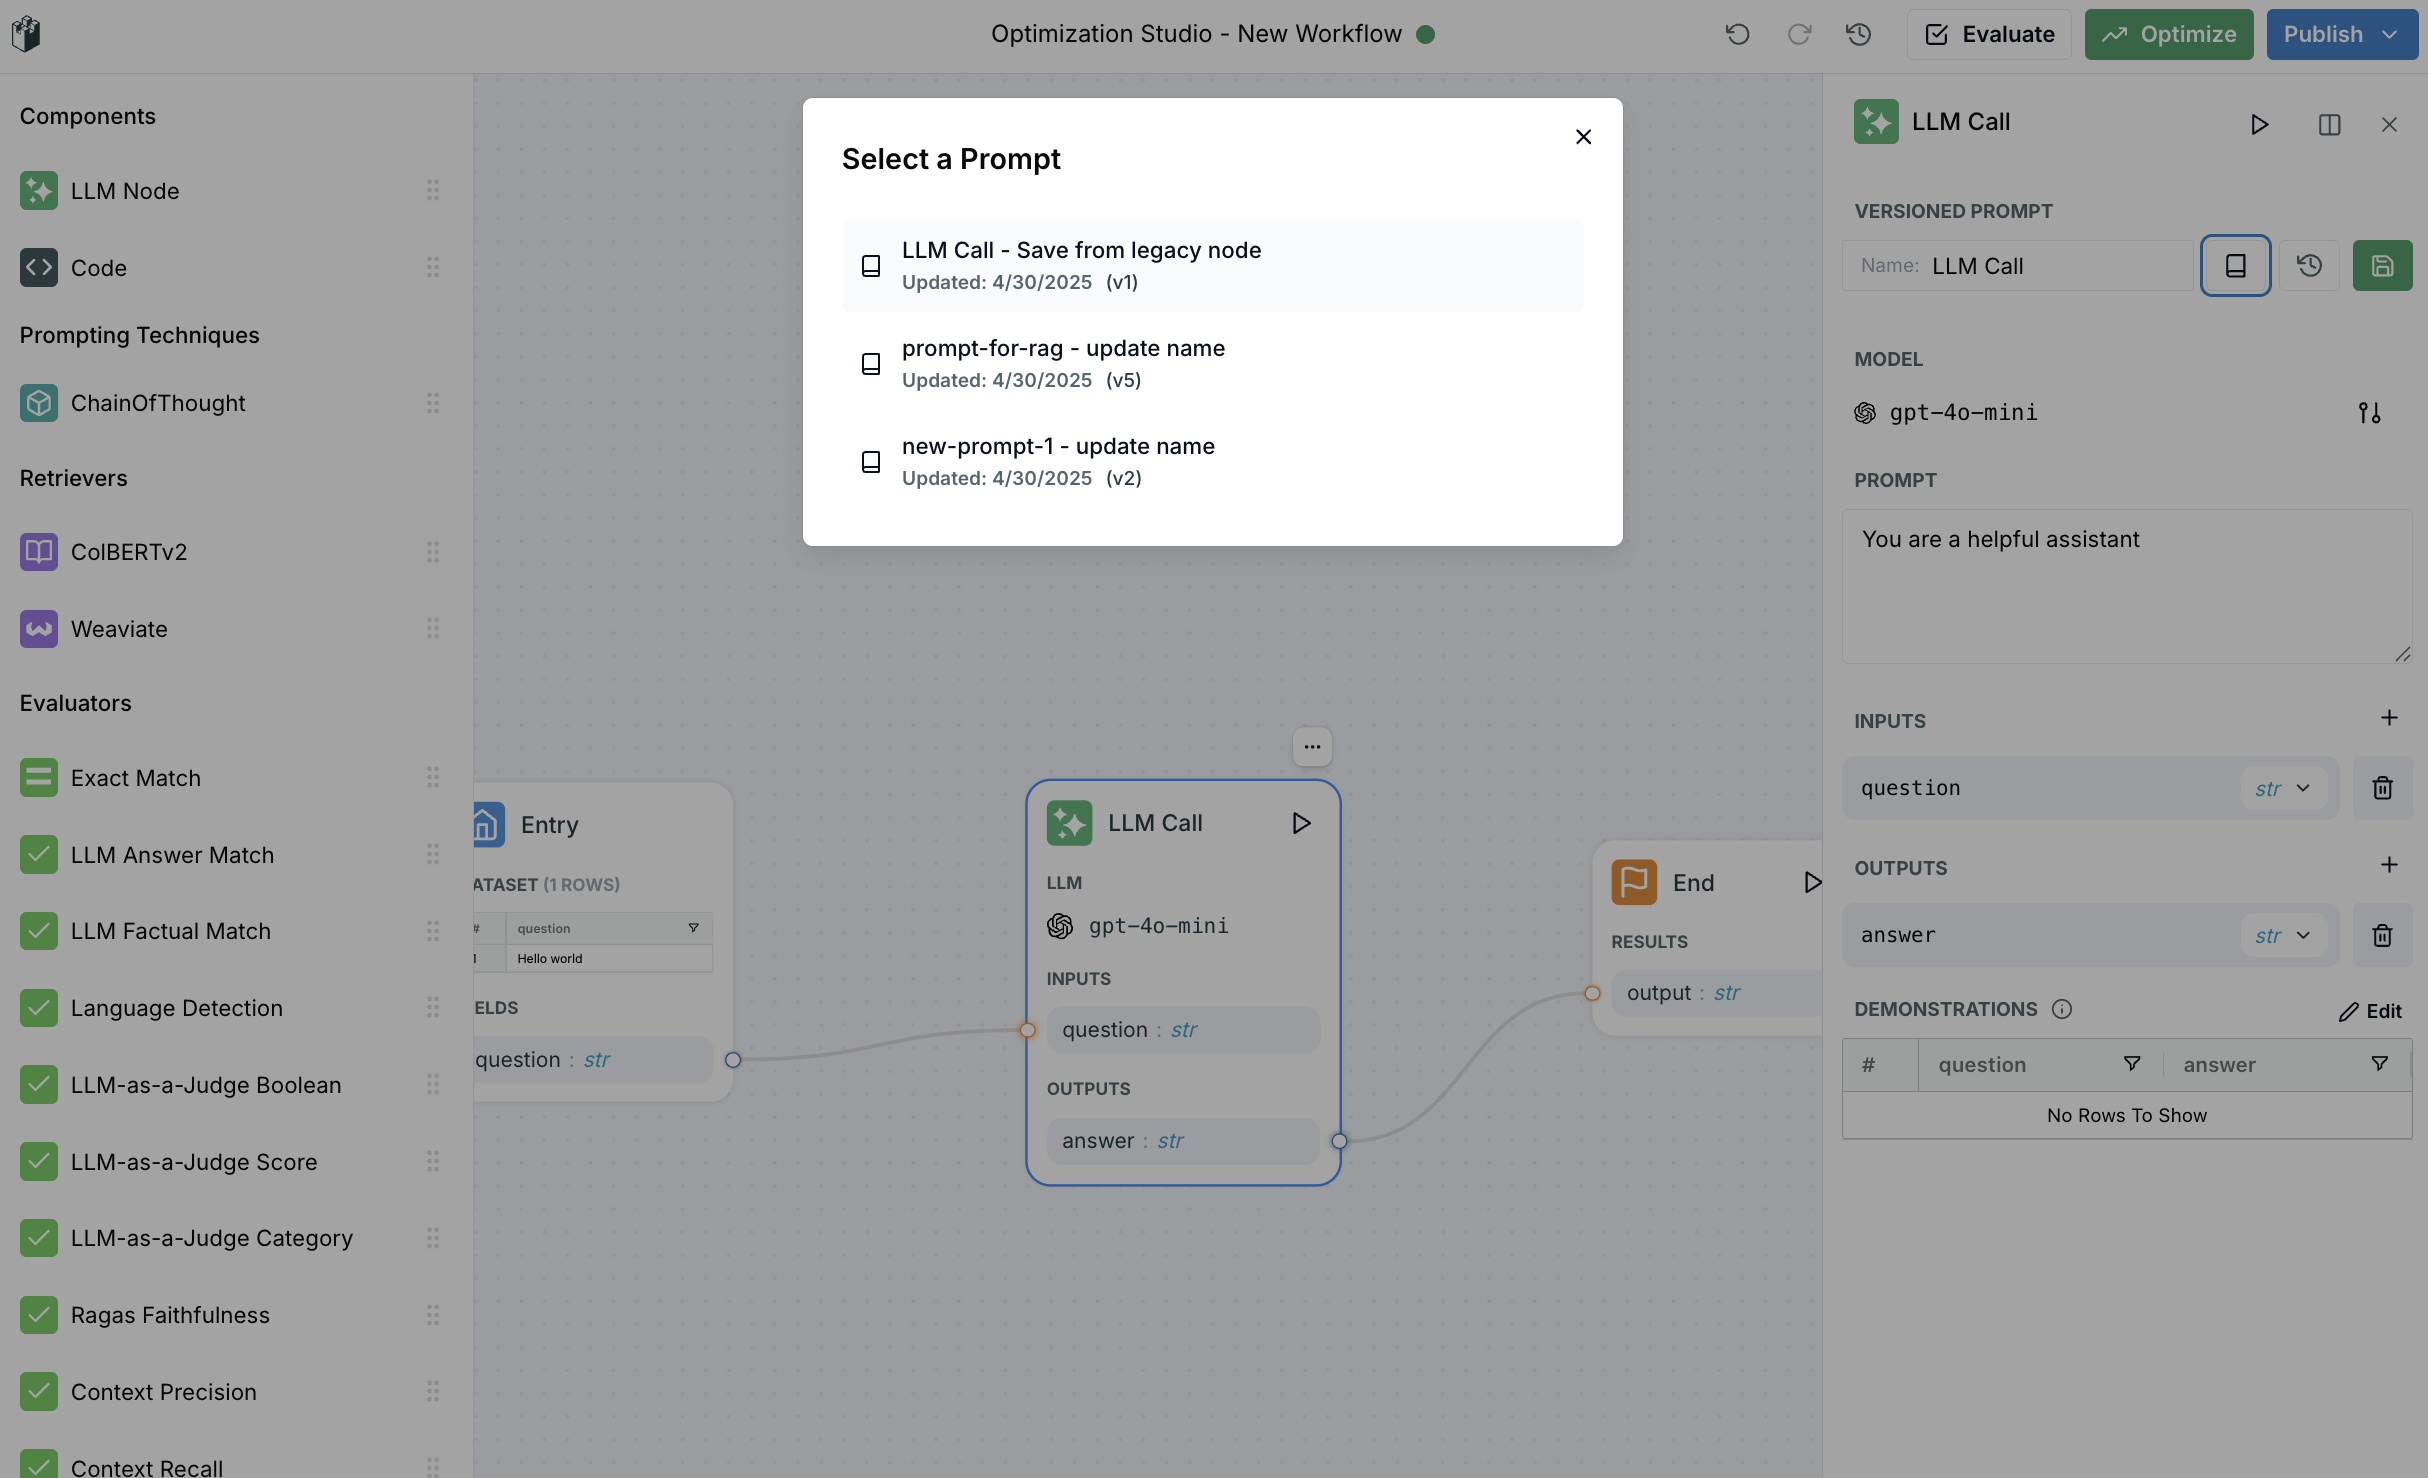 Optimization Studio - New Workflow
Evaluate
Optimize
Publish
Components
LLM Node
Code
Prompting Techniques
ChainOfThought
Retrievers
ColBERTv2
Weaviate
Evaluators
Exact Match
LLM Answer Match
LLM Factual Match
Language Detection
LLM-as-a-Judge Boolean
LLM-as-a-Judge Score
LLM-as-a-Judge Category
Ragas Faithfulness
Context Precision
Context Recall
Select a Prompt
LLM Call - Save from legacy node
Updated: 4/30/2025 (v1)
prompt-for-rag - update name
Updated: 4/30/2025 (v5)
new-prompt-1 - update name
Updated: 4/30/2025 (v2)
Entry
ATASET (1 ROWS)
# question
1 Hello world
ELDS
question : str
LLM Call
LLM
gpt-4o-mini
INPUTS
question : str
OUTPUTS
answer : str
End
RESULTS
output : str
LLM Call
VERSIONED PROMPT
Name: LLM Call
MODEL
gpt-4o-mini
PROMPT
You are a helpful assistant
INPUTS
question str
OUTPUTS
answer str
DEMONSTRATIONS Edit
# question answer
No Rows To Show